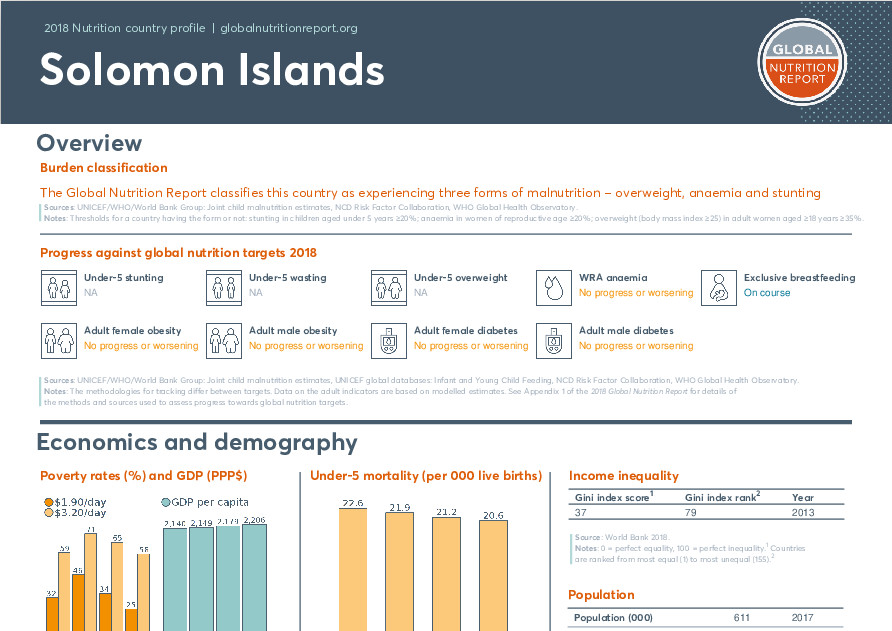 2018 Nutrition country profile | globalnutritionreport.org
Solomon Islands
GLOBAL
NUTRITION
REPORT
Overview
Burden classification
The Global Nutrition Report classifies this country as experiencing three forms of malnutrition – overweight, anaemia and stunting
Sources: UNICEF/WHO/World Bank Group: Joint child malnutrition estimates, NCD Risk Factor Collaboration, WHO Global Health Observatory.
Notes: Thresholds for a country having the form or not: stunting in children aged under 5 years ≥20%; anaemia in women of reproductive age ≥20%; overweight (body mass index ≥25) in adult women aged ≥18 years ≥35%.
Progress against global nutrition targets 2018
Under-5 stunting
NA
Under-5 wasting
NA
Under-5 overweight
NA
WRA anaemia
No progress or worsening
Exclusive breastfeeding
On course
Adult female obesity
No progress or worsening
Adult male obesity
No progress or worsening
Adult female diabetes
No progress or worsening
Adult male diabetes
No progress or worsening
Sources: UNICEF/WHO/World Bank Group: Joint child malnutrition estimates, UNICEF global databases: Infant and Young Child Feeding, NCD Risk Factor Collaboration, WHO Global Health Observatory.
Notes: The methodologies for tracking differ between targets. Data on the adult indicators are based on modelled estimates. See Appendix 1 of the 2018 Global Nutrition Report for details of
the methods and sources used to assess progress towards global nutrition targets.
Economics and demography
Poverty rates (%) and GDP (PPP$)
$1.90/day
$3.20/day
GDP per capita
32 59 46 71 34 65 25 58
2,140 2,149 2,179 2,206
Under-5 mortality (per 000 live births)
22.6 21.9 21.2 20.6
Income inequality
Gini index score1 Gini index rank2 Year
37 79 2013
Source: World Bank 2018.
Notes: 0 = perfect equality, 100 = perfect inequality.1 Countries
are ranked from most equal (1) to most unequal (155).2
Population
Population (000) 611 2017